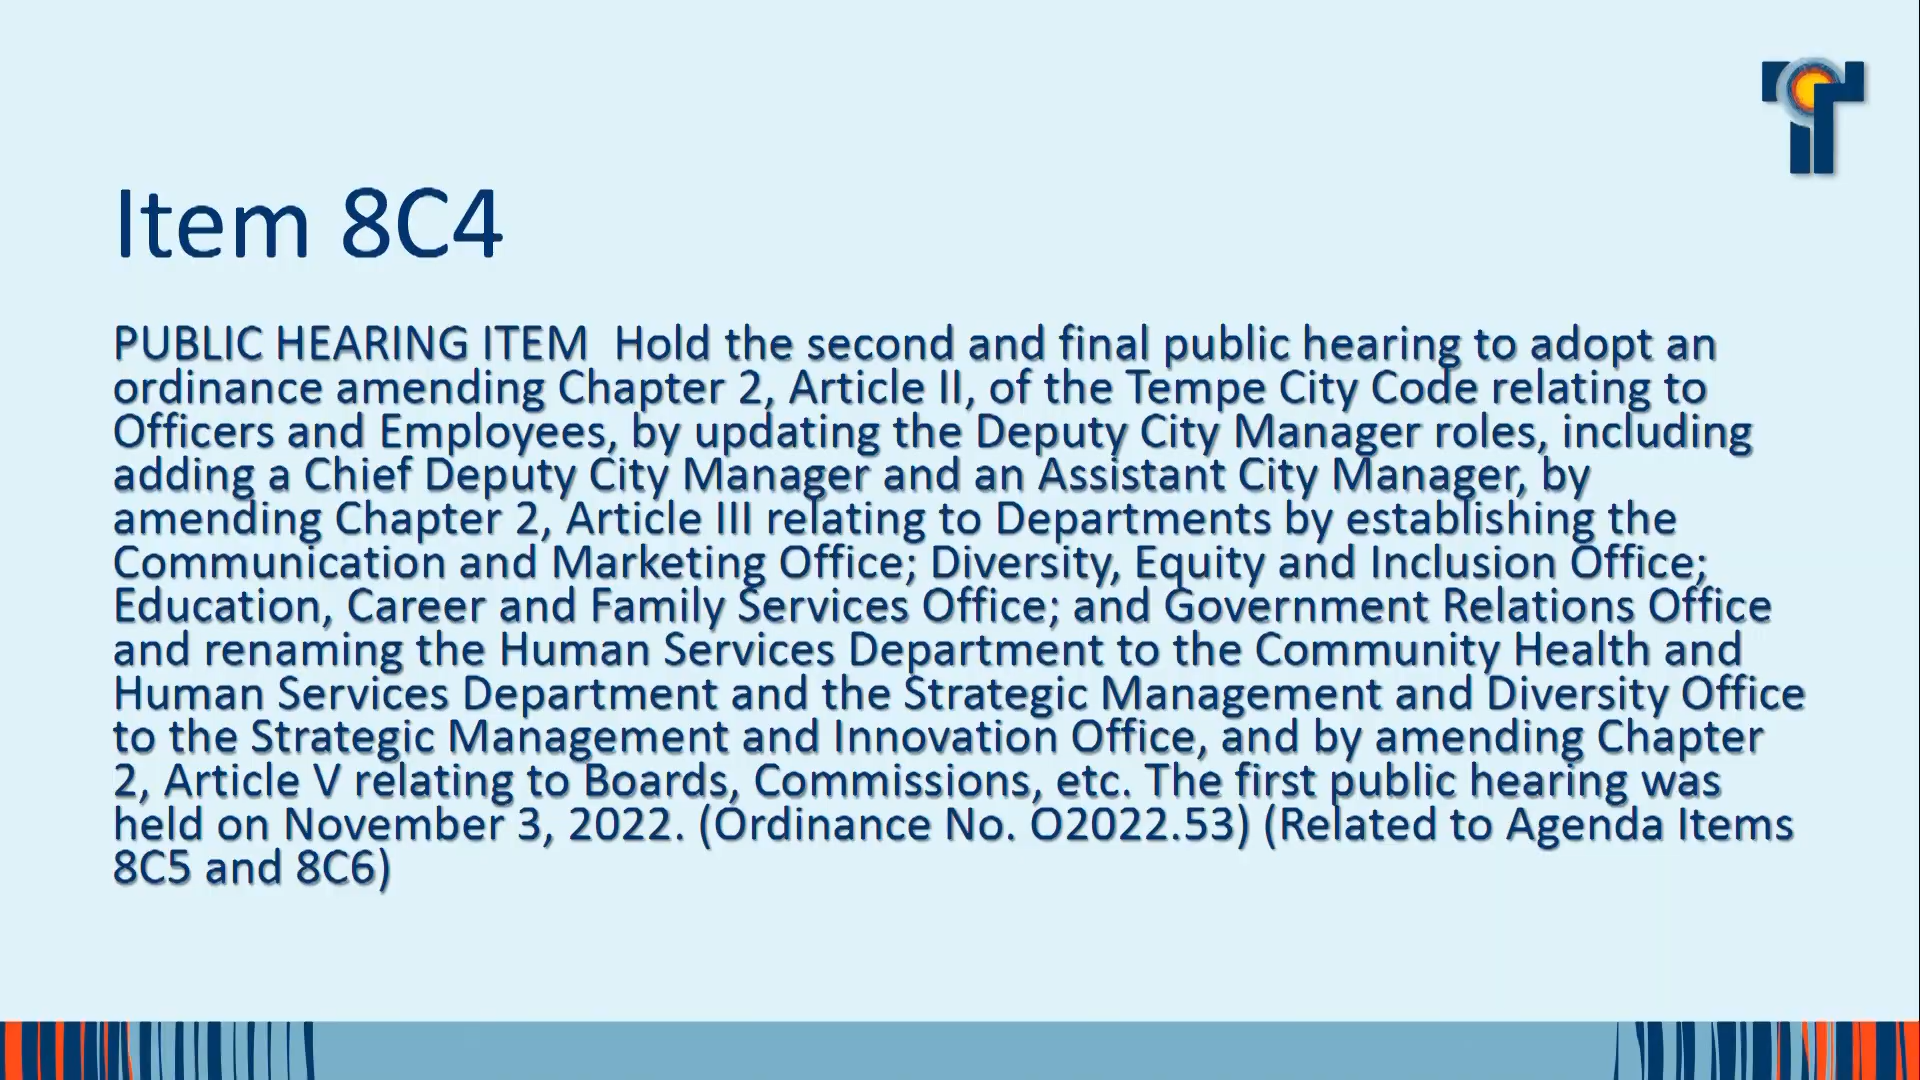 Item 8C4
PUBLIC HEARING ITEM  Hold the second and final public hearing to adopt an
ordinance amending Chapter 2, Article II, of the Tempe City Code relating to
Officers and Employees, by updating the Deputy City Manager roles, including
adding a Chief Deputy City Manager and an Assistant City Manager, by
amending Chapter 2, Article III relating to Departments by establishing the
Communication and Marketing Office; Diversity, Equity and Inclusion Office;
Education, Career and Family Services Office; and Government Relations Office
and renaming the Human Services Department to the Community Health and
Human Services Department and the Strategic Management and Diversity Office
to the Strategic Management and Innovation Office, and by amending Chapter
2, Article V relating to Boards, Commissions, etc. The first public hearing was
held on November 3, 2022. (Ordinance No. O2022.53) (Related to Agenda Items
8C5 and 8C6)